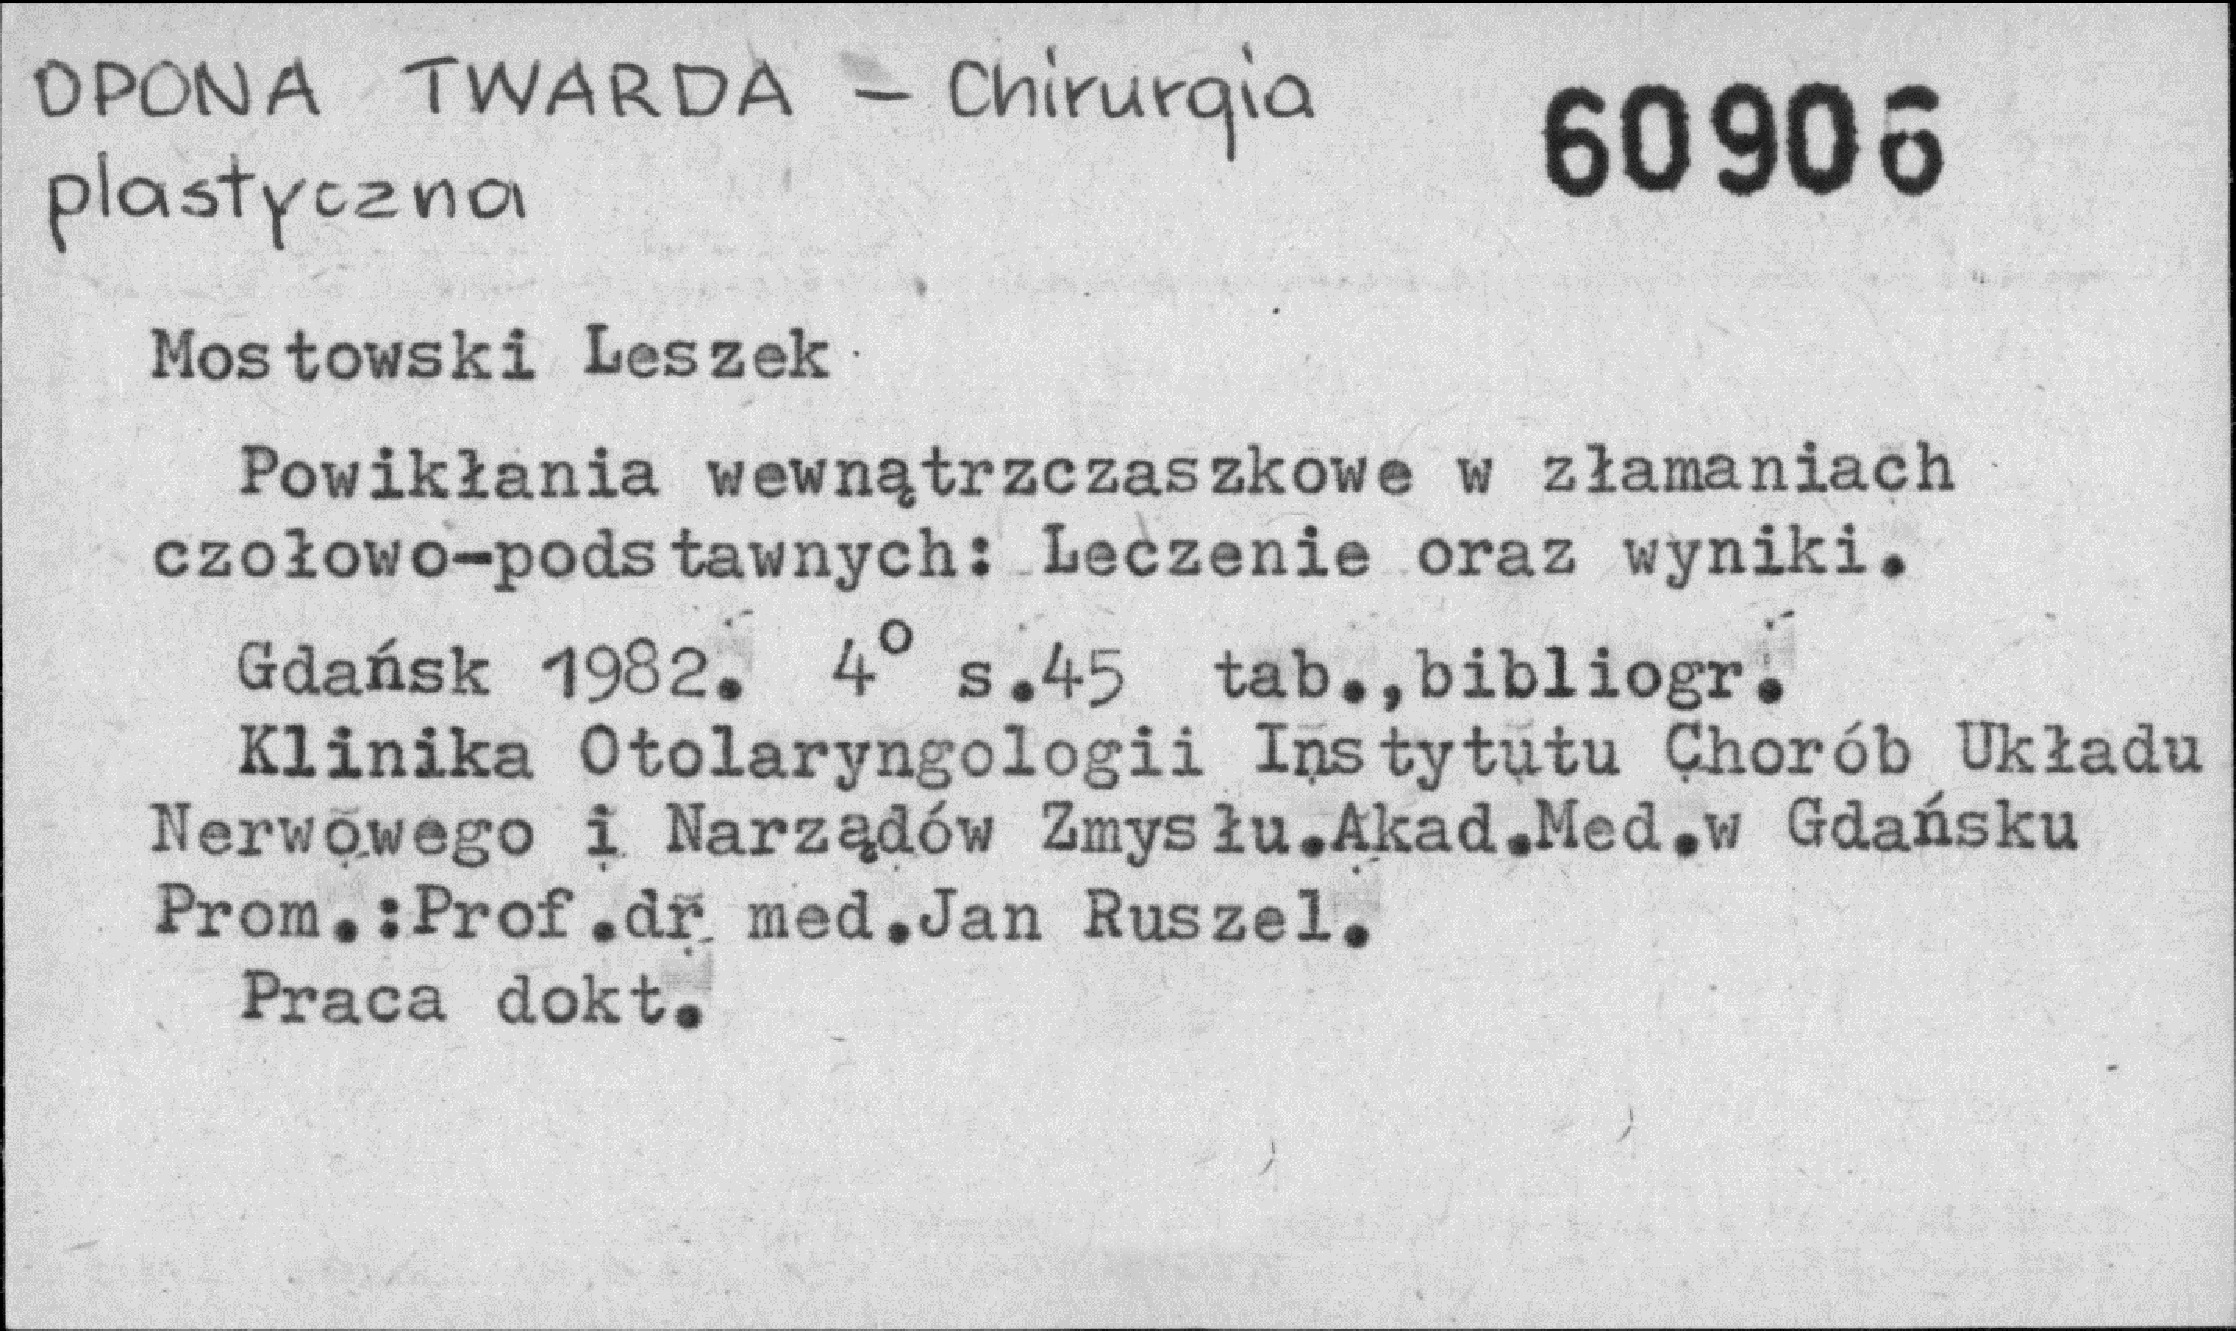 OPONA TWARDA - Chirurgia
plastyczna
60906
Mostowski Leszek
Powikłania wewnątrzczaszkowe w złamaniach
czołowo-podstawnych: Leczenie oraz wyniki.
Gdańsk 1982. 4° s.45 tab.,bibliogr.
Klinika Otolaryngologii Instytutu Chorób Układu
Nerwowego i Narządów Zmysłu.Akad.Med.w Gdańsku
Prom.:Prof.dr med.Jan Ruszel.
Praca dokt.